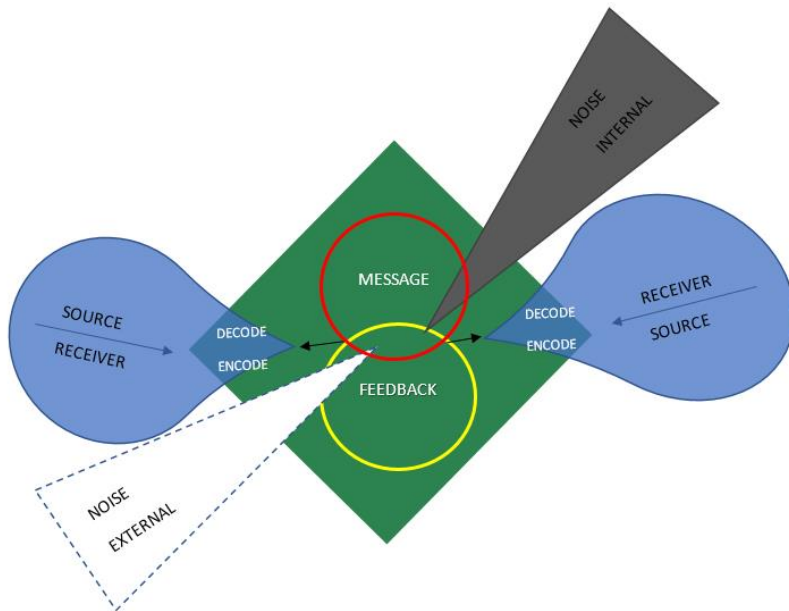 NOISE
INTERNAL
MESSAGE
SOURCE
RECEIVER
DECODE
ENCODE
DECODE
ENCODE
RECEIVER
SOURCE
FEEDBACK
NOISE
EXTERNAL